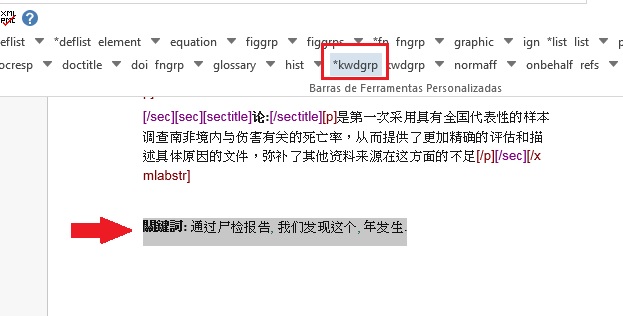 deflist *deflist element equation figgrp figgrps *fn fngrp graphic ign *list list p
ocresp doctitle doi fngrp glossary hist *kwdgrp kwdgrp normaff onbehalf refs
Barras de Ferramentas Personalizadas
[/sec][sec][sectitle]论:[/sectitle][p]是第一次采用具有全国代表性的样本
调查南非境内与伤害有关的死亡率，从而提供了更加精确的评估和描
述具体原因的文件，弥补了其他资料来源在这方面的不足[/p][/sec][/x
mlabstr]
關鍵詞: 通过尸检报告, 我们发现这个, 年发生.